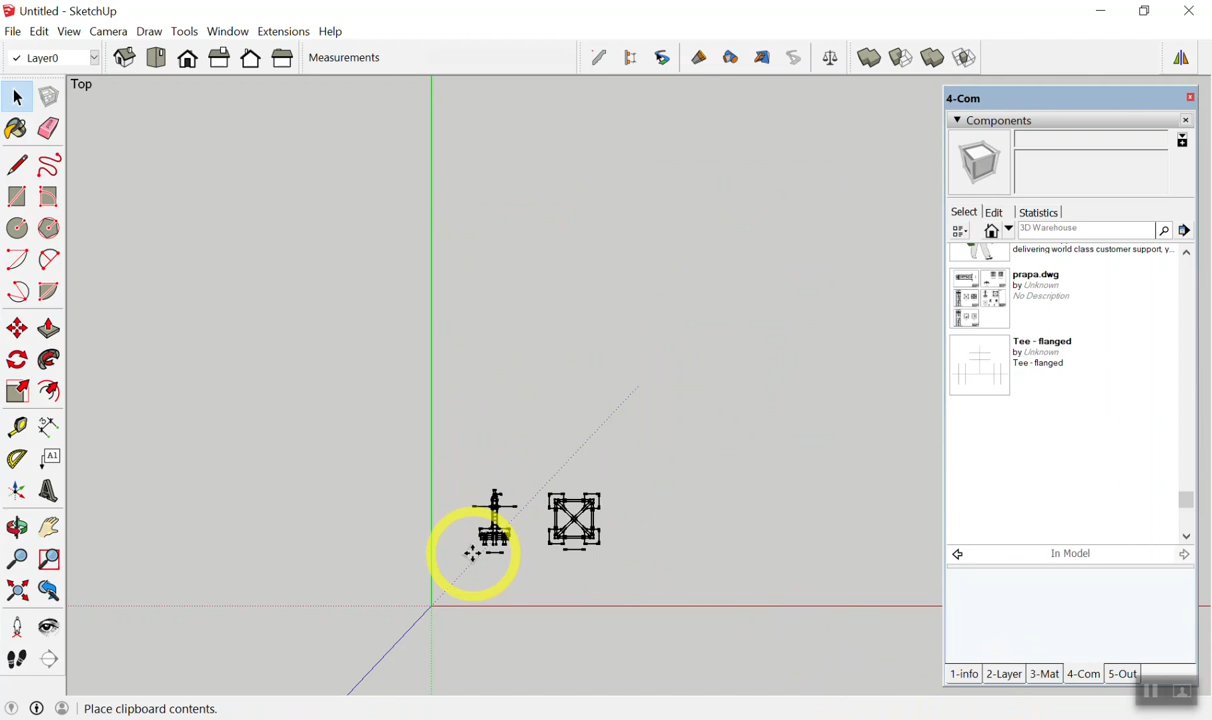 Untitled - SketchUp
File Edit View Camera Draw Tools Window Extensions Help
Layer0
Measurements
Top
A1
4-Com
Components
Select Edit Statistics
3D Warehouse
delivering world class customer support, y...
prapa.dwg
by Unknown
No Description
Tee - flanged
by Unknown
Tee - flanged
In Model
1-info 2-Layer 3-Mat 4-Com 5-Out
Place clipboard contents.